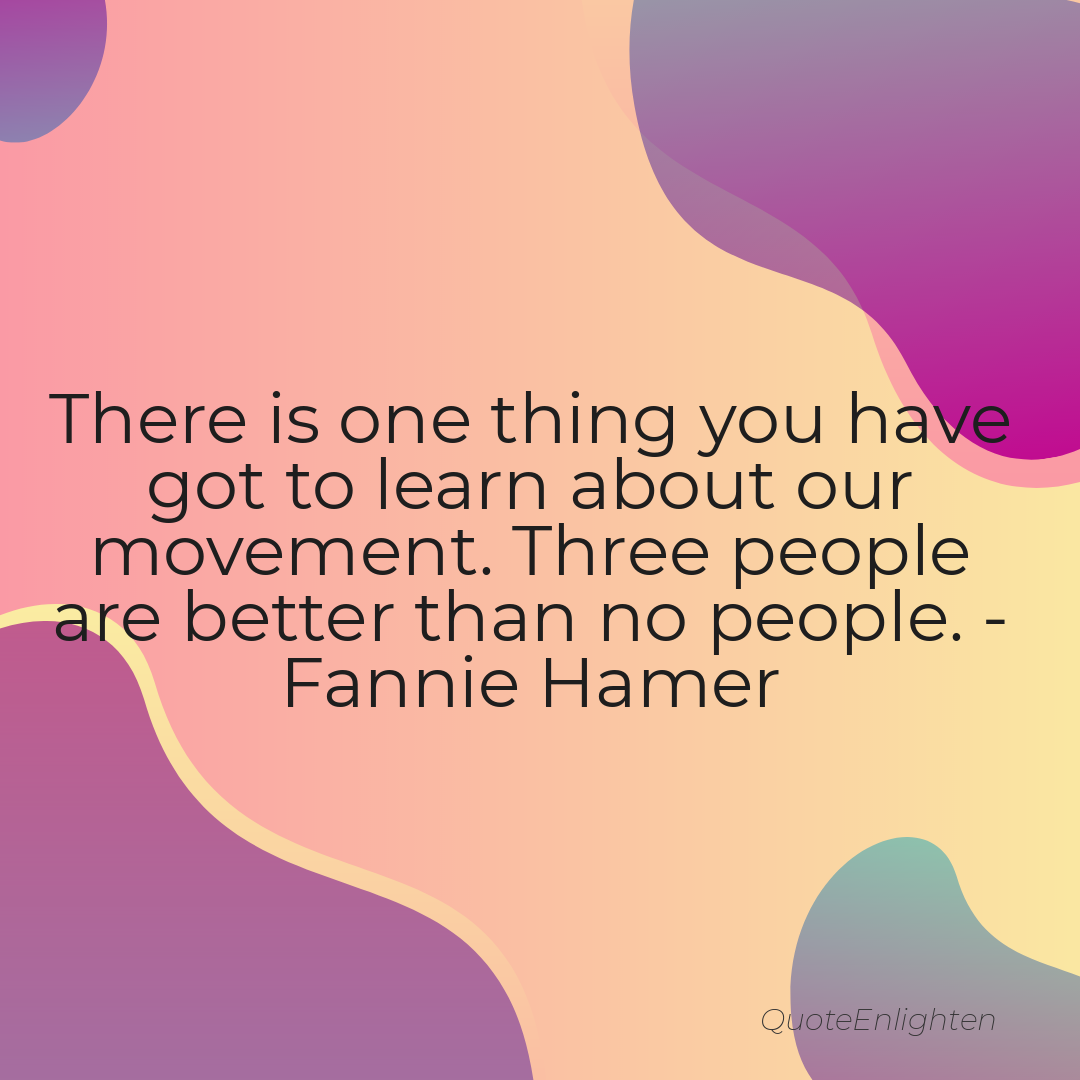 There is one thing you have
got to learn about our
movement. Three people
are better than no people. -
Fannie Hamer
QuoteEnlighten